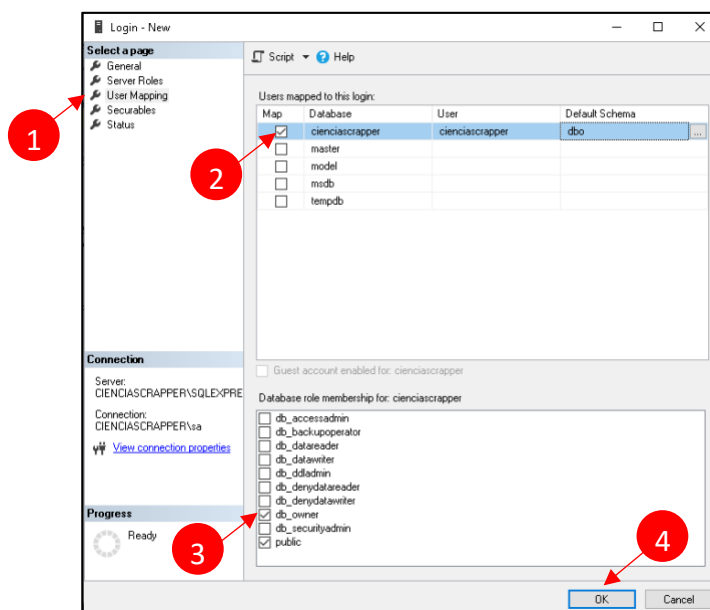 Login - New
Select a page
General
Server Roles
User Mapping
Securables
Status
1
Script Help
Users mapped to this login:
Map Database User Default Schema
cienciascrapper cienciascrapper dbo ...
master
model
msdb
tempdb
2
Guest account enabled for: cienciascrapper
Database role membership for: cienciascrapper
db_accessadmin
db_backupoperator
db_datareader
db_datawriter
db_ddladmin
db_denydatareader
db_denydatawriter
db_owner
db_securityadmin
public
3
Connection
Server:
CIENCIASCRAPPER\SQLEXPRE
Connection:
CIENCIASCRAPPER\sa
View connection properties
Progress
Ready
4
OK Cancel